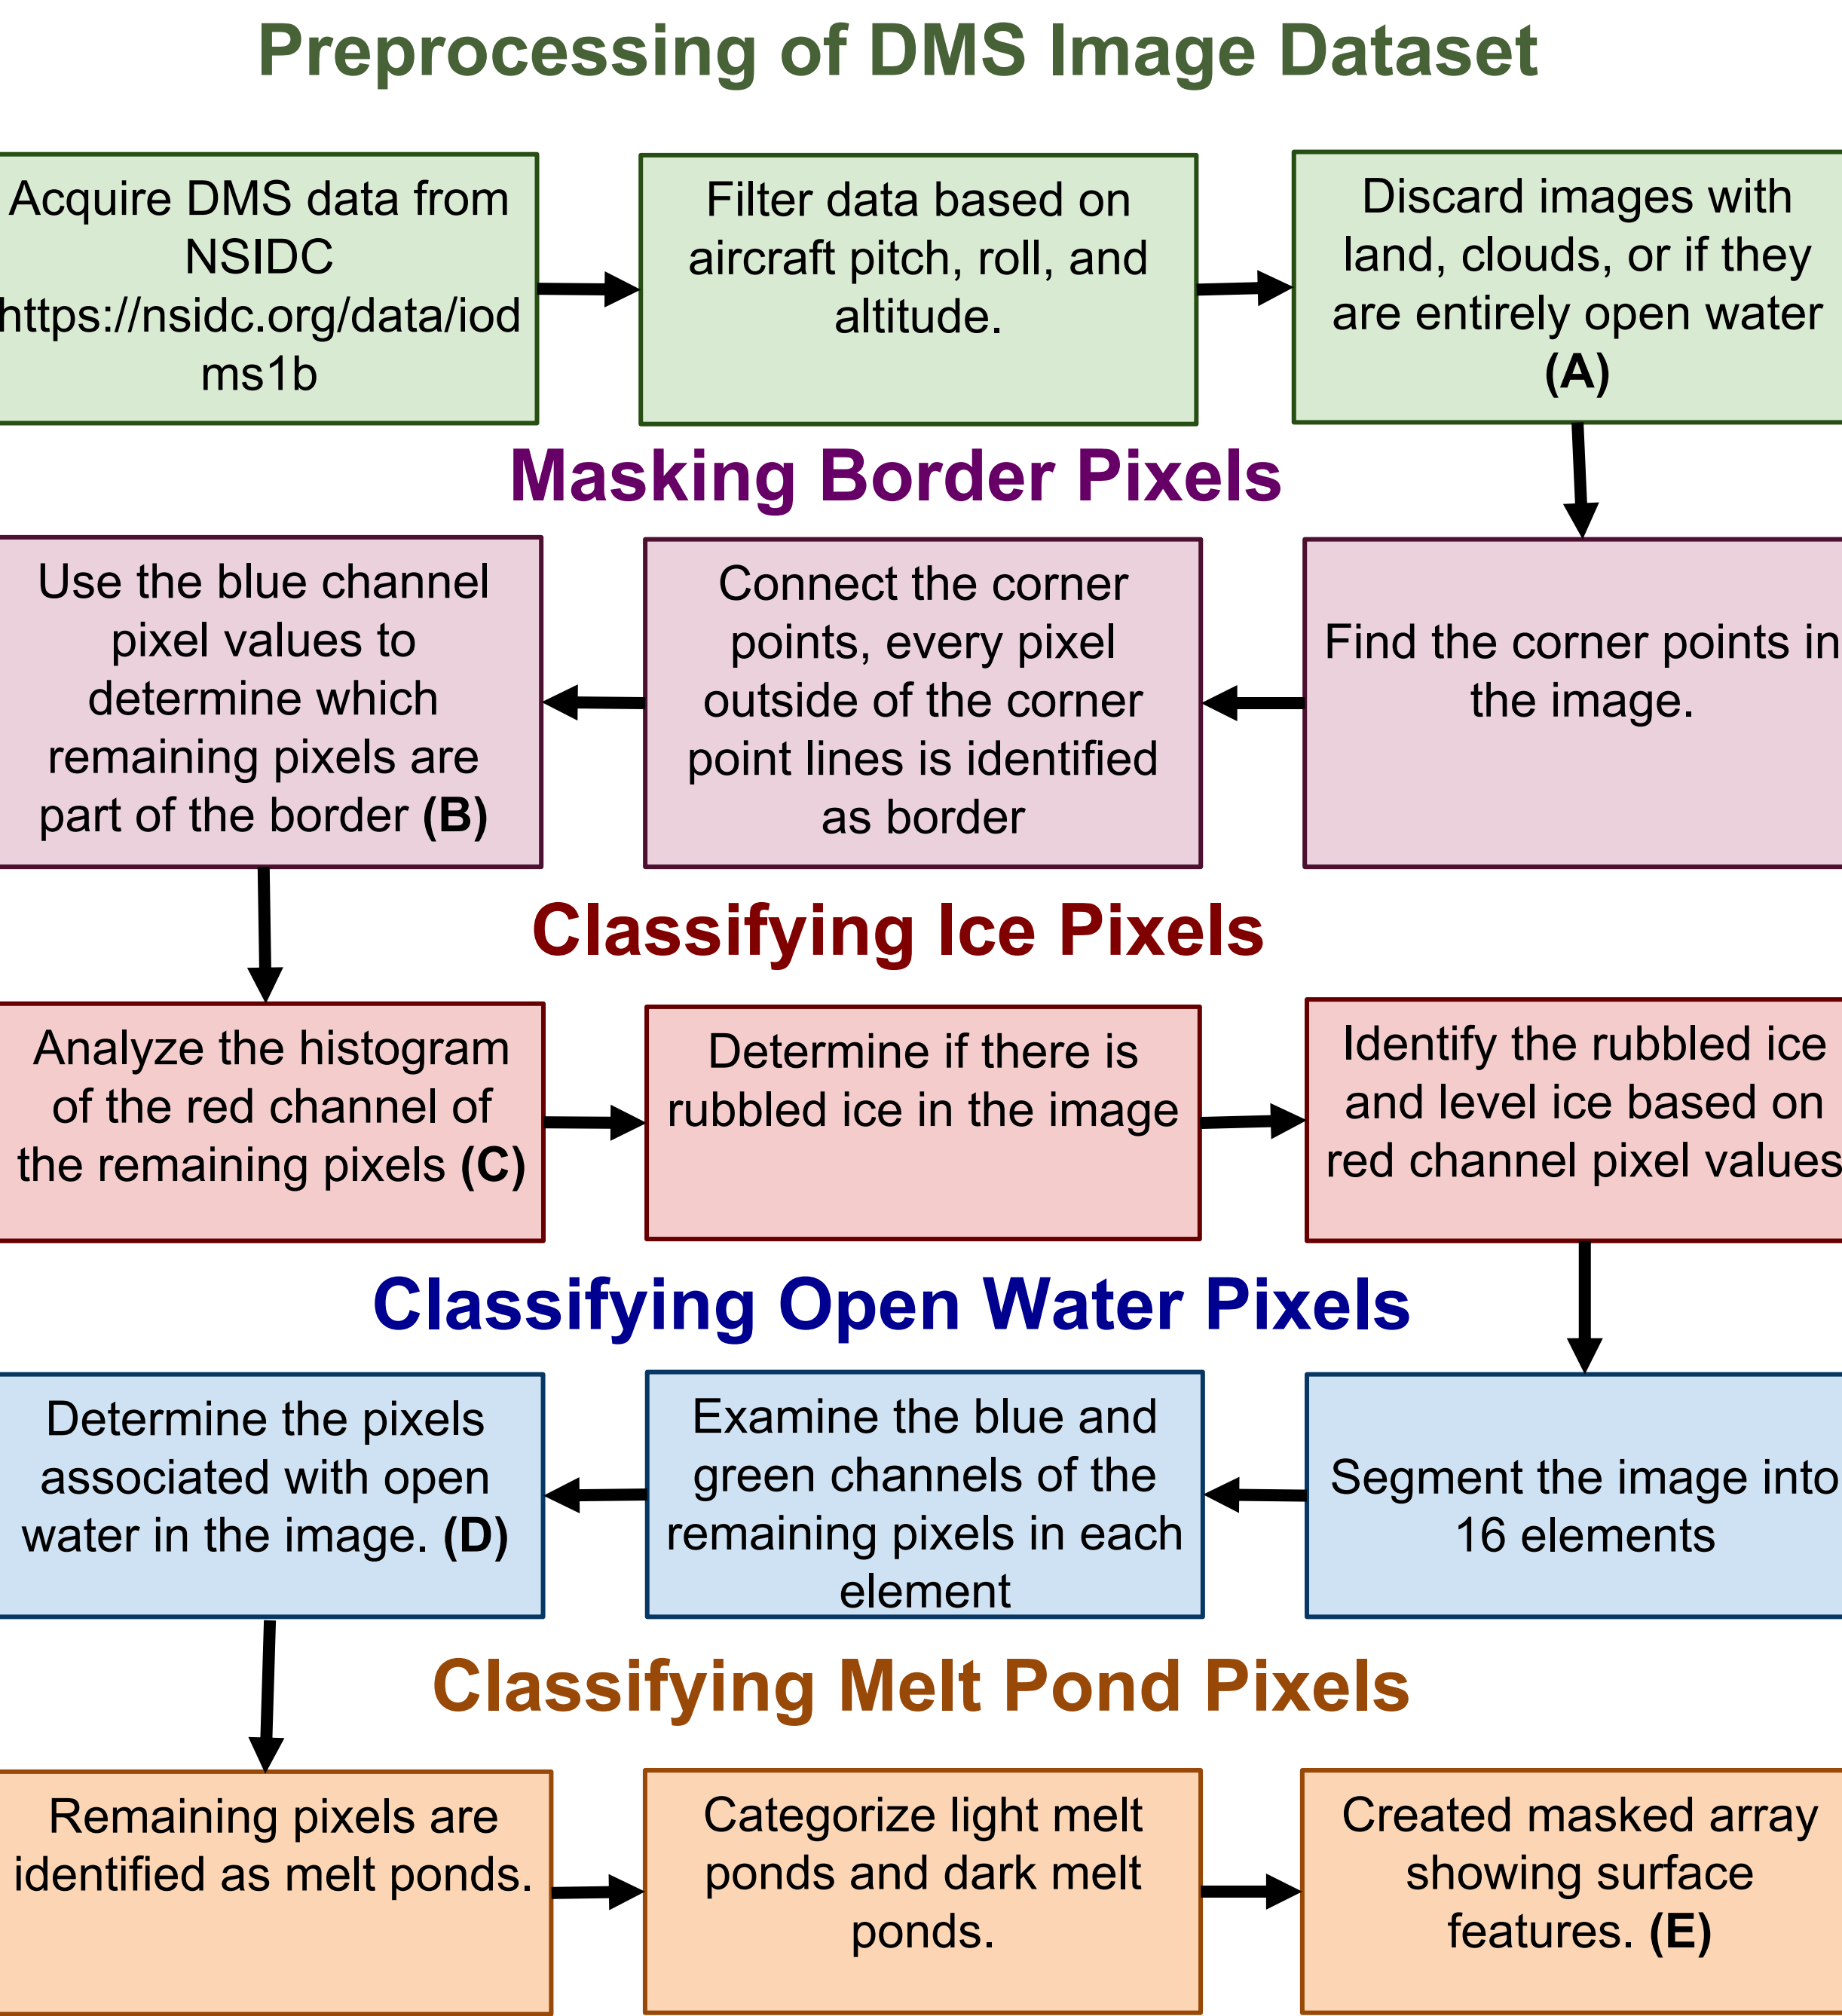 Preprocessing of DMS Image Dataset
Acquire DMS data from
NSIDC
https://nsidc.org/data/iod
ms1b
Filter data based on
aircraft pitch, roll, and
altitude.
Discard images with
land, clouds, or if they
are entirely open water
(A)
Masking Border Pixels
Use the blue channel
pixel values to
determine which
remaining pixels are
part of the border (B)
Connect the corner
points, every pixel
outside of the corner
point lines is identified
as border
Find the corner points in
the image.
Classifying Ice Pixels
Analyze the histogram
of the red channel of
the remaining pixels (C)
Determine if there is
rubbled ice in the image
Identify the rubbled ice
and level ice based on
red channel pixel values
Classifying Open Water Pixels
Determine the pixels
associated with open
water in the image. (D)
Examine the blue and
green channels of the
remaining pixels in each
element
Segment the image into
16 elements
Classifying Melt Pond Pixels
Remaining pixels are
identified as melt ponds.
Categorize light melt
ponds and dark melt
ponds.
Created masked array
showing surface
features. (E)